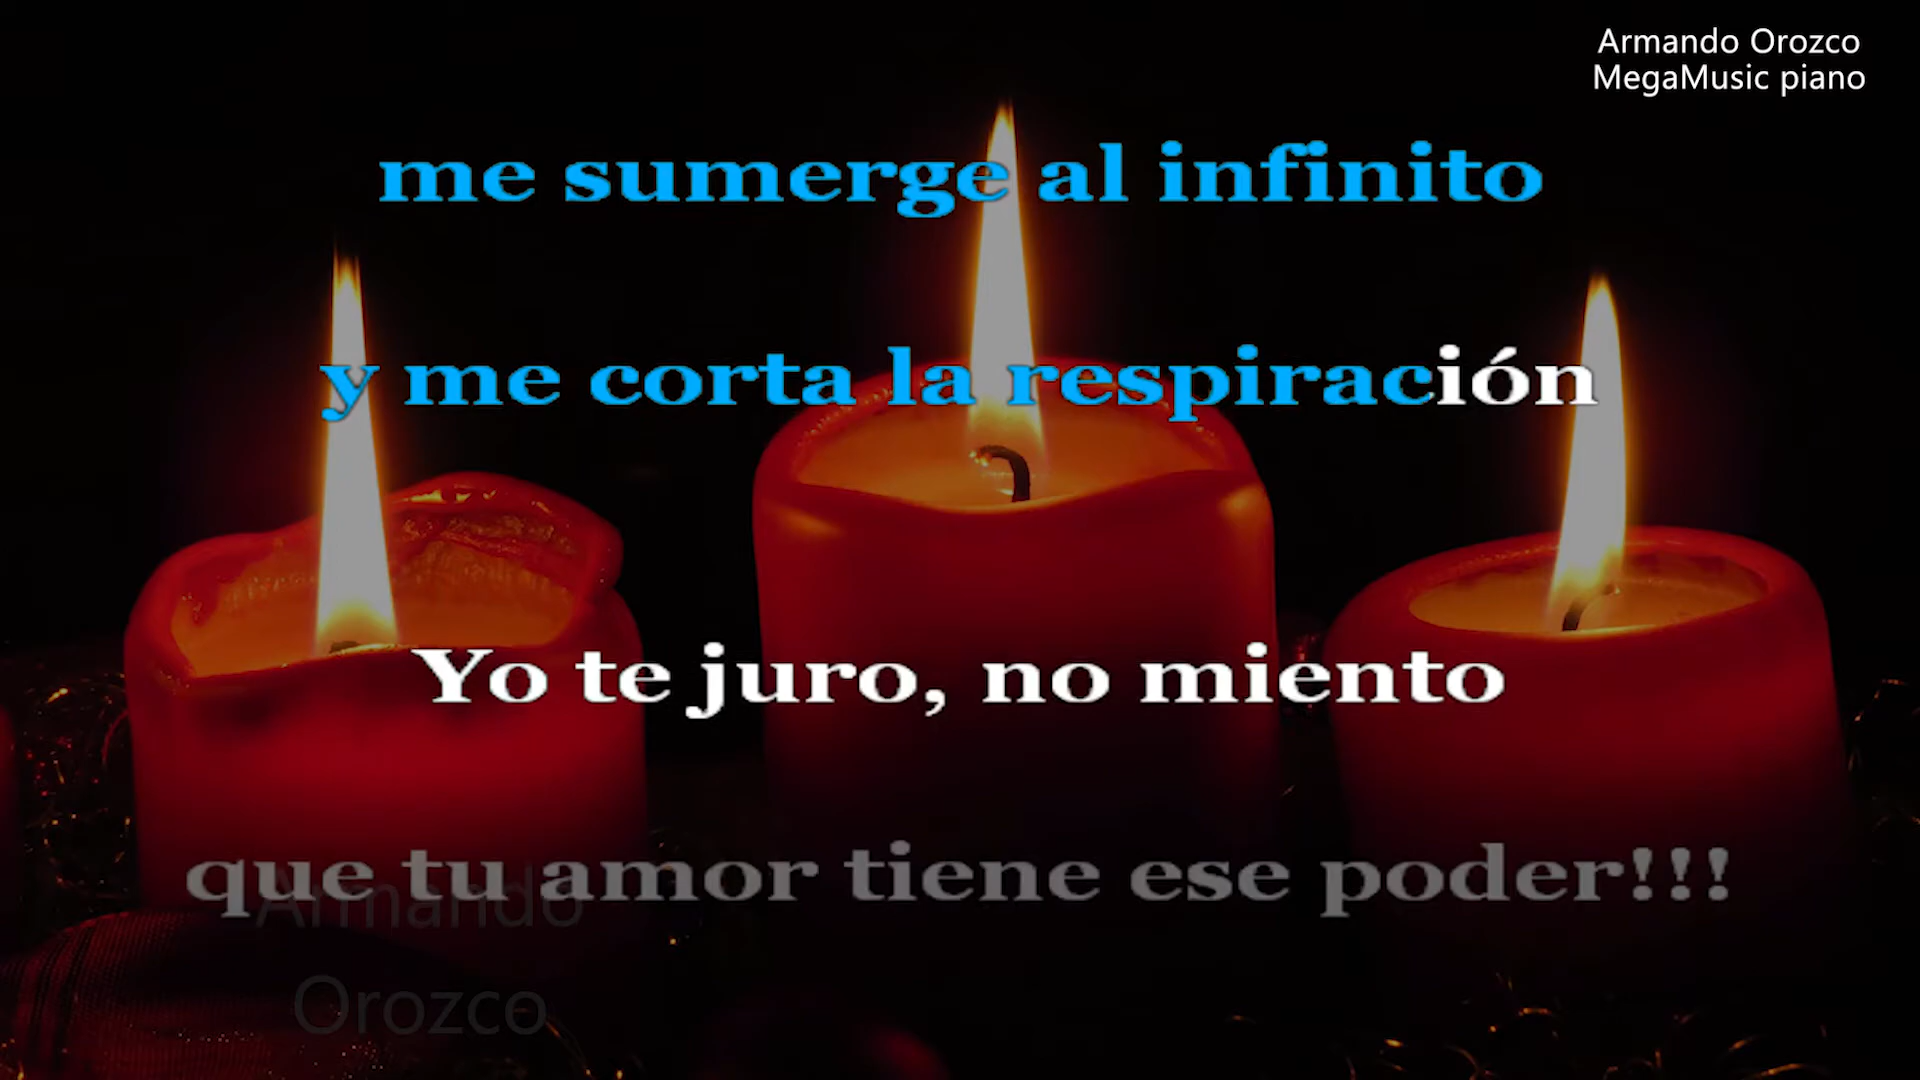 Armando Orozco
MegaMusic piano
me sumerge al infinito
y me corta la respiración
Yo te juro, no miento
que tu amor tiene ese poder!!!
Armando
Orozco